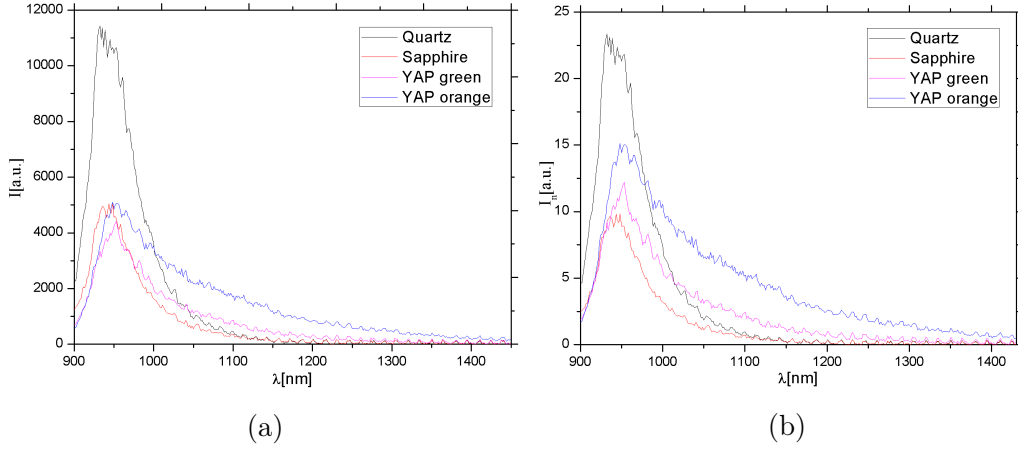 12000
10000
8000
6000
4000
2000
0
I[a.u.]
900
1000
1100
1200
1300
1400
λ[nm]
Quartz
Sapphire
YAP green
YAP orange
(a)
25
20
15
10
5
0
I_n[a.u.]
900
1000
1100
1200
1300
1400
λ[nm]
Quartz
Sapphire
YAP green
YAP orange
(b)